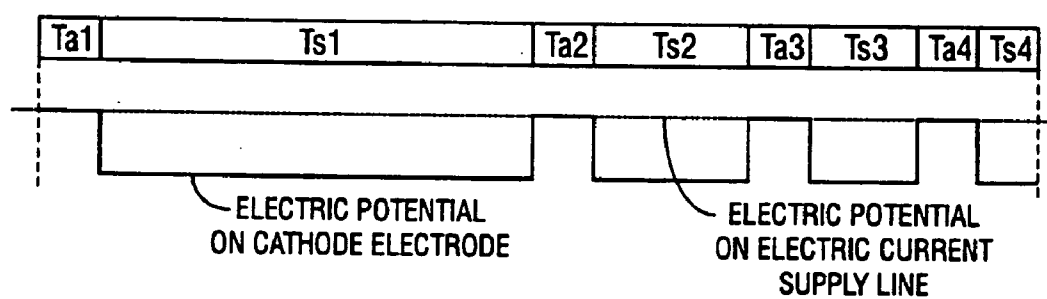 Ta1 Ts1 Ta2 Ts2 Ta3 Ts3 Ta4 Ts4
ELECTRIC POTENTIAL
ON CATHODE ELECTRODE
ELECTRIC POTENTIAL
ON ELECTRIC CURRENT
SUPPLY LINE